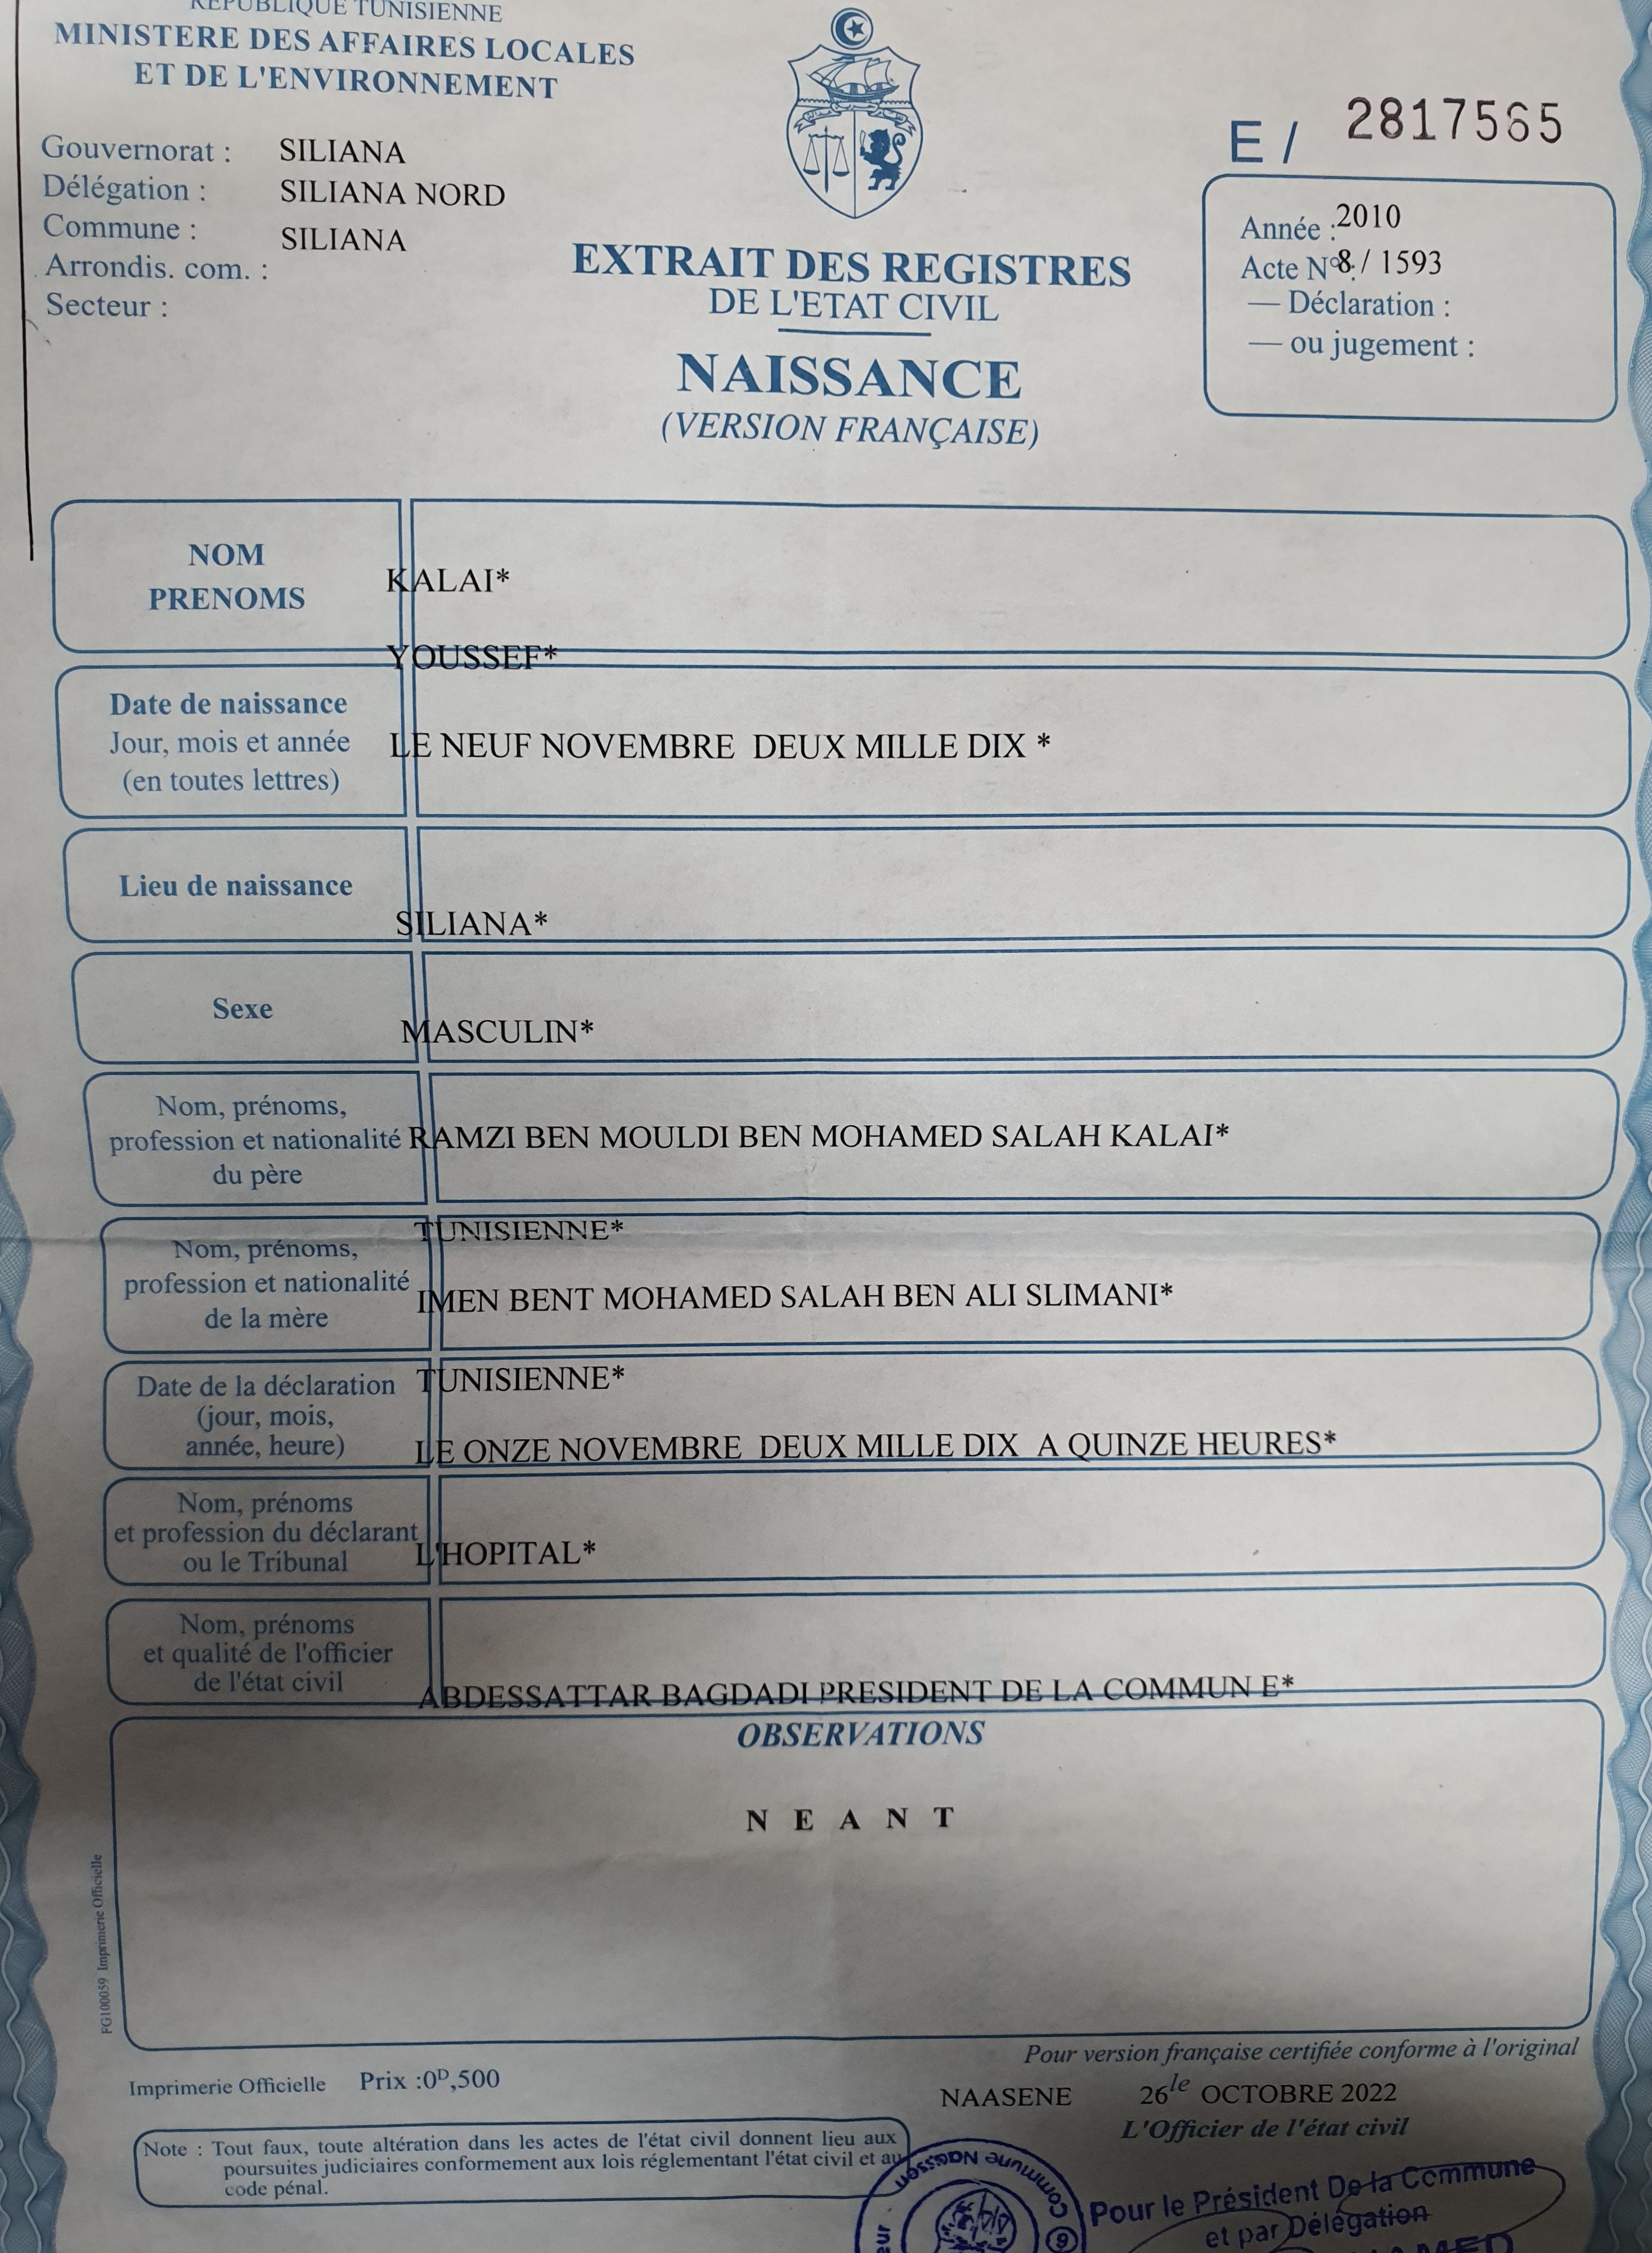 REPUBLIQUE TUNISIENNE
MINISTERE DES AFFAIRES LOCALES
ET DE L'ENVIRONNEMENT
Gouvernorat : SILIANA
Délégation : SILIANA NORD
Commune : SILIANA
Arrondis. com. :
Secteur :
E / 2817565
Année : 2010
Acte N° 8 / 1593
— Déclaration :
— ou jugement :
EXTRAIT DES REGISTRES
DE L'ETAT CIVIL
NAISSANCE
(VERSION FRANÇAISE)
NOM
PRENOMS
KALAI*
YOUSSEF*
Date de naissance
Jour, mois et année
(en toutes lettres)
LE NEUF NOVEMBRE DEUX MILLE DIX *
Lieu de naissance
SILIANA*
Sexe
MASCULIN*
Nom, prénoms,
profession et nationalité
du père
RAMZI BEN MOULDI BEN MOHAMED SALAH KALAI*
TUNISIENNE*
Nom, prénoms,
profession et nationalité
de la mère
IMEN BENT MOHAMED SALAH BEN ALI SLIMANI*
TUNISIENNE*
Date de la déclaration
(jour, mois,
année, heure)
LE ONZE NOVEMBRE DEUX MILLE DIX A QUINZE HEURES*
Nom, prénoms
et profession du déclarant
ou le Tribunal
L'HOPITAL*
Nom, prénoms
et qualité de l'officier
de l'état civil
ABDESSATTAR BAGDADI PRESIDENT DE LA COMMUN E*
OBSERVATIONS
N E A N T
FG100059 Imprimerie Officielle
Pour version française certifiée conforme à l'original
Imprimerie Officielle Prix :0D,500
NAASENE 26 le OCTOBRE 2022
L'Officier de l'état civil
Note : Tout faux, toute altération dans les actes de l'état civil donnent lieu aux
poursuites judiciaires conformement aux lois réglementant l'état civil et au
code pénal.
Commune Naassen
6
Pour le Président De la Commune
et par Délégation